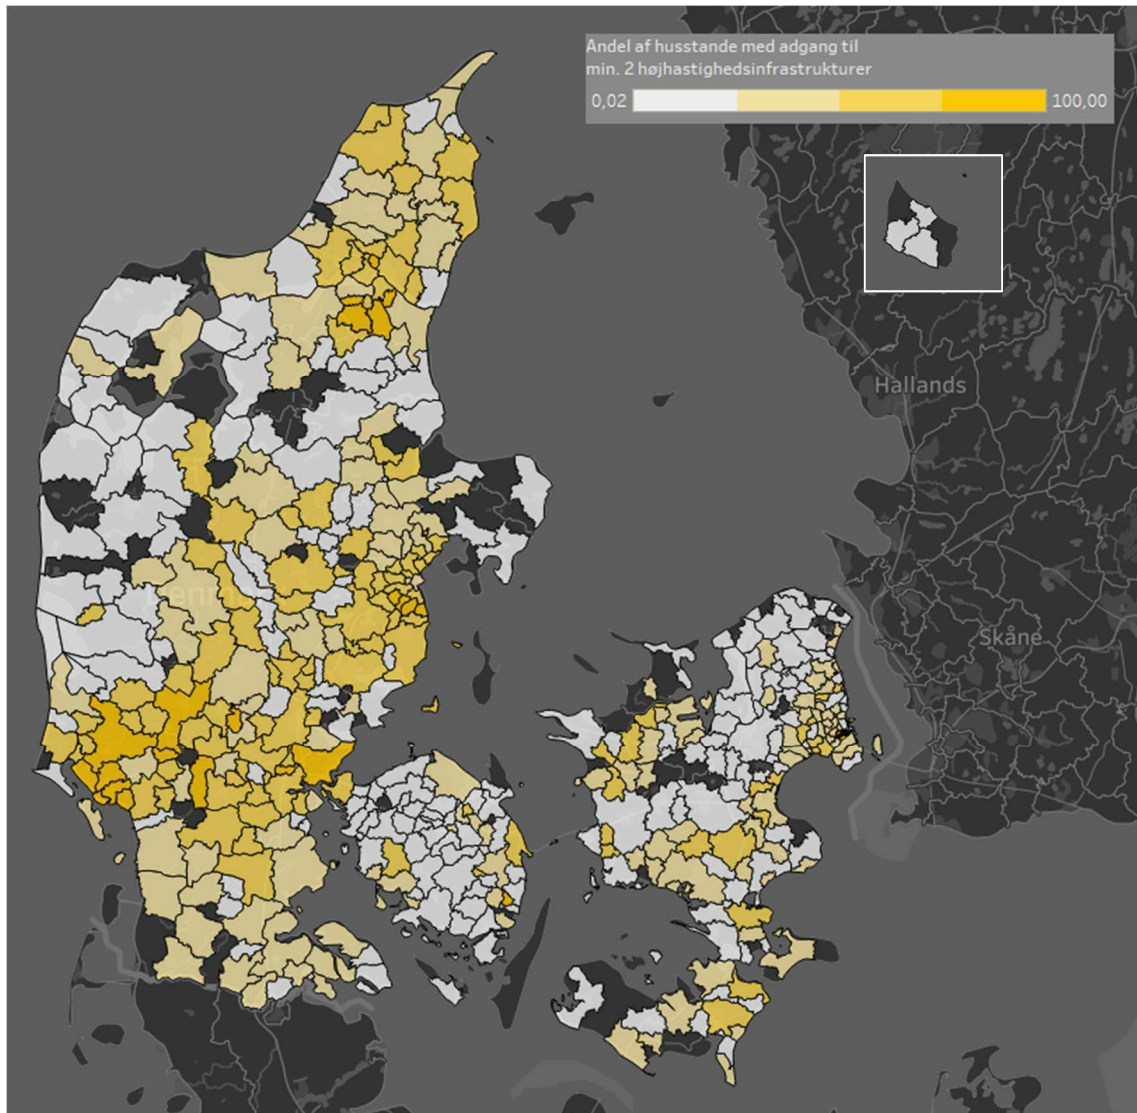 Andel af husstande med adgang til
min. 2 højhastighedsinfrastrukturer
0,02 100,00
Hallands
Skåne